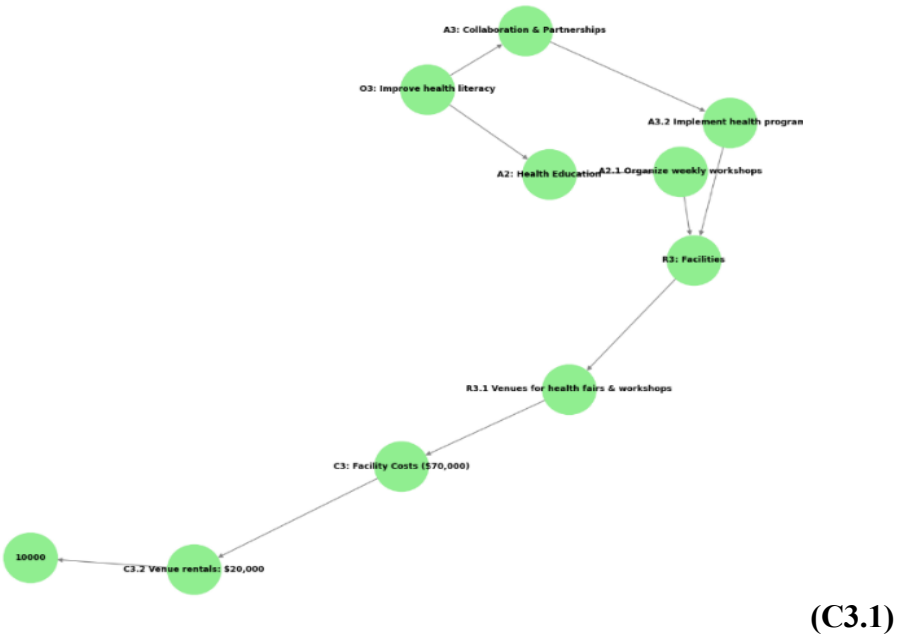 A3: Collaboration & Partnerships
O3: Improve health literacy
A3.2 Implement health program
A2.1 Organize weekly workshops
A2: Health Education
R3: Facilities
R3.1 Venues for health fairs & workshops
C3: Facility Costs ($70,000)
10000
C3.2 Venue rentals: $20,000
(C3.1)